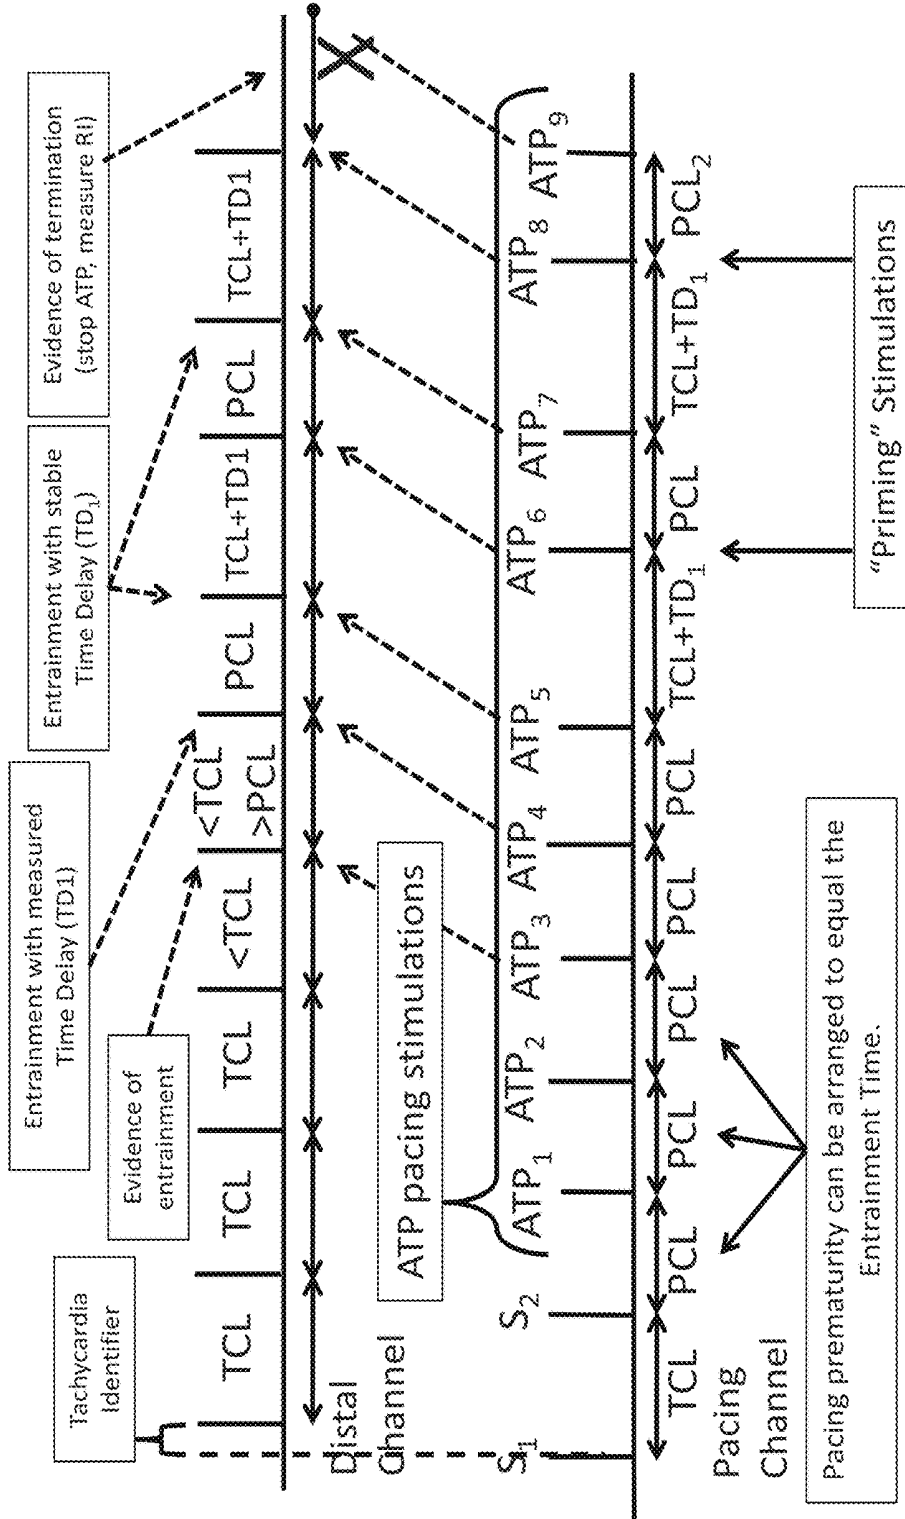 Tachycardia
Identifier
Evidence of
entrainment
Entrainment with measured
Time Delay (TD1)
Entrainment with stable
Time Delay (TD₁)
Evidence of termination
(stop ATP, measure RI)
TCL
TCL
TCL
<TCL
<TCL
>PCL
PCL
TCL+TD1
PCL
TCL+TD1
Distal
Channel
X
ATP pacing stimulations
S₁
S₂
ATP₁
ATP₂
ATP₃
ATP₄
ATP₅
ATP₆
ATP₇
ATP₈
ATP₉
TCL
PCL
PCL
PCL
PCL
PCL
TCL+TD₁
PCL
TCL+TD₁
PCL₂
Pacing
Channel
Pacing prematurity can be arranged to equal the
Entrainment Time.
"Priming" Stimulations